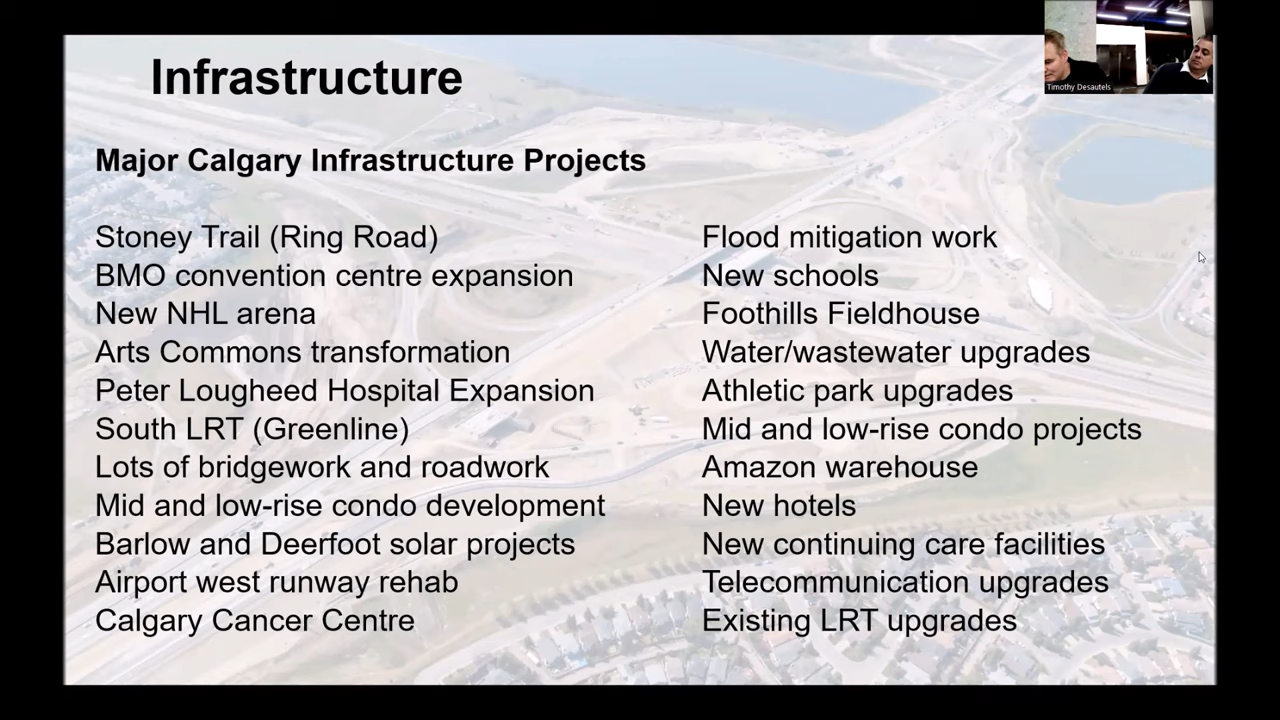 Infrastructure
Timothy Desautels
Major Calgary Infrastructure Projects
Stoney Trail (Ring Road)
BMO convention centre expansion
New NHL arena
Arts Commons transformation
Peter Lougheed Hospital Expansion
South LRT (Greenline)
Lots of bridgework and roadwork
Mid and low-rise condo development
Barlow and Deerfoot solar projects
Airport west runway rehab
Calgary Cancer Centre
Flood mitigation work
New schools
Foothills Fieldhouse
Water/wastewater upgrades
Athletic park upgrades
Mid and low-rise condo projects
Amazon warehouse
New hotels
New continuing care facilities
Telecommunication upgrades
Existing LRT upgrades